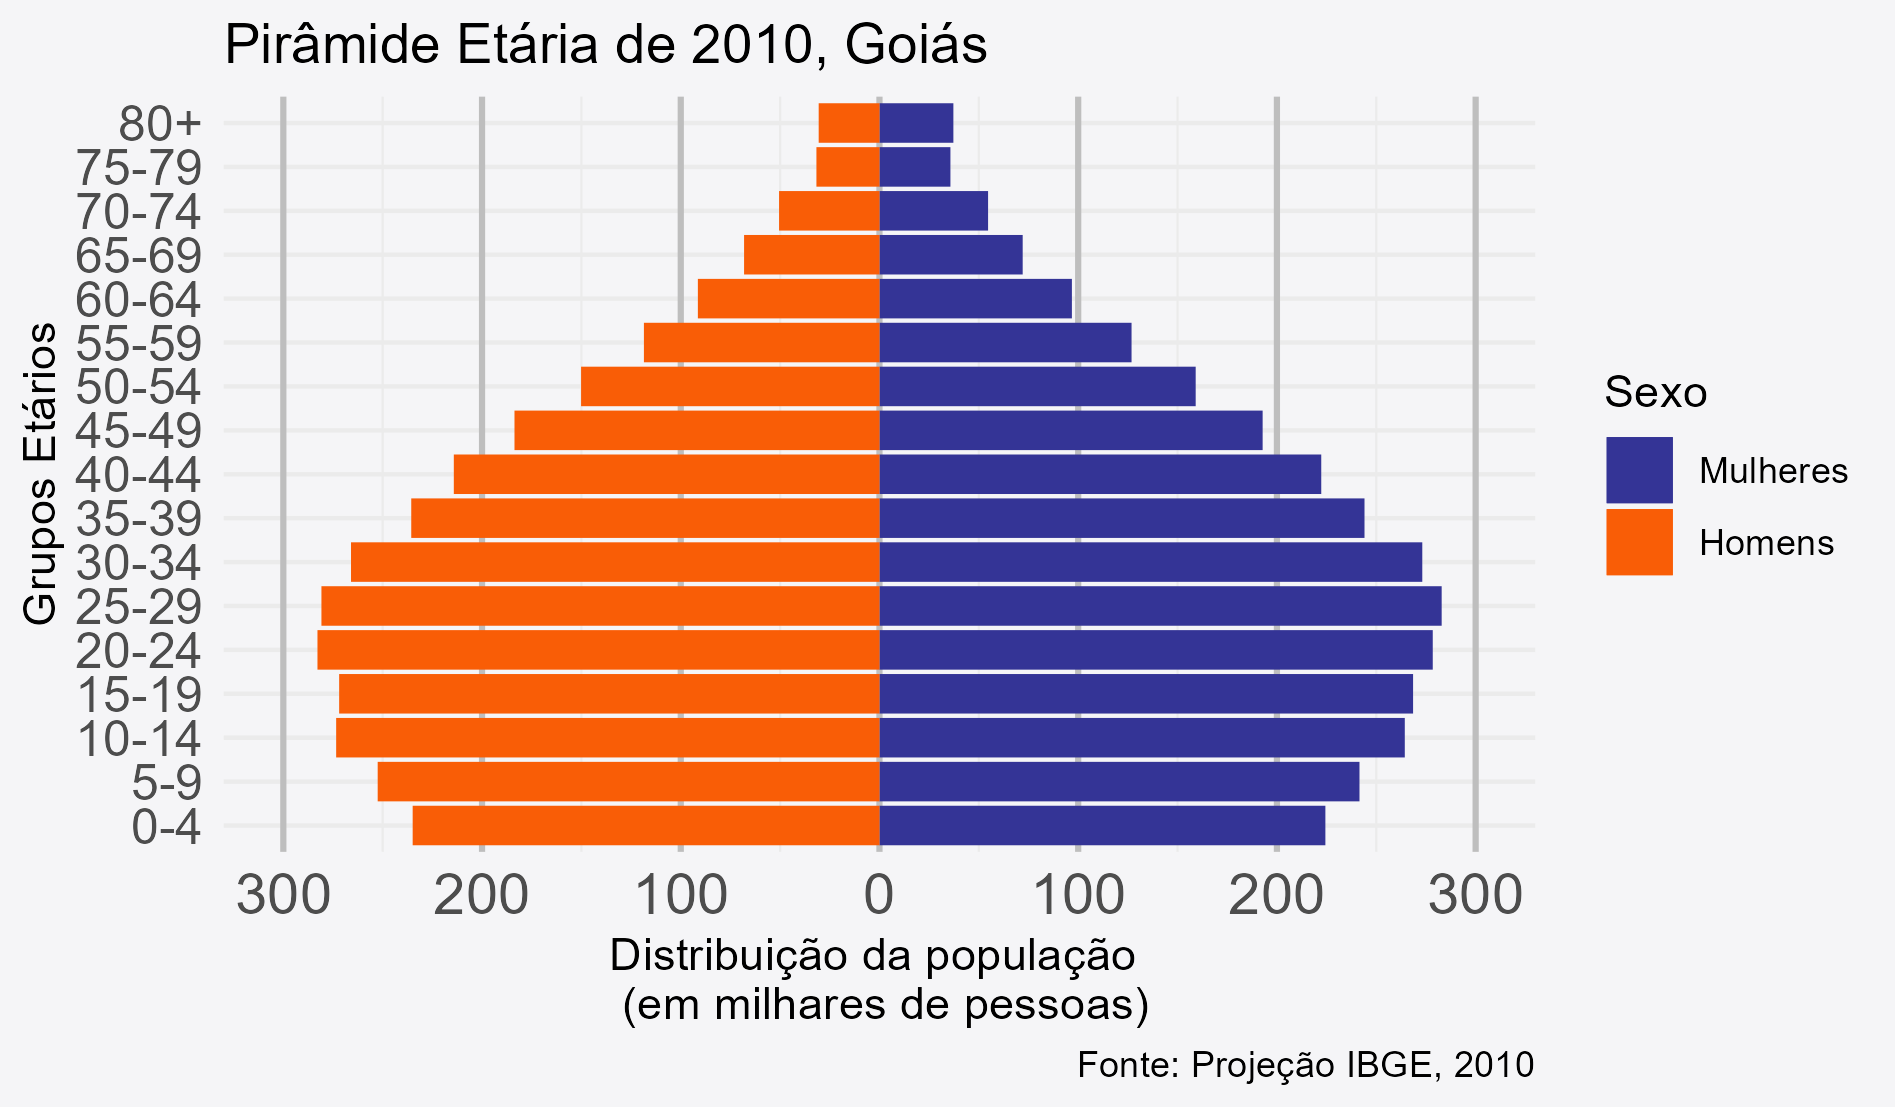 Pirâmide Etária de 2010, Goiás
Grupos Etários
80+
75-79
70-74
65-69
60-64
55-59
50-54
45-49
40-44
35-39
30-34
25-29
20-24
15-19
10-14
5-9
0-4
300 200 100 0 100 200 300
Distribuição da população
(em milhares de pessoas)
Sexo
Mulheres
Homens
Fonte: Projeção IBGE, 2010